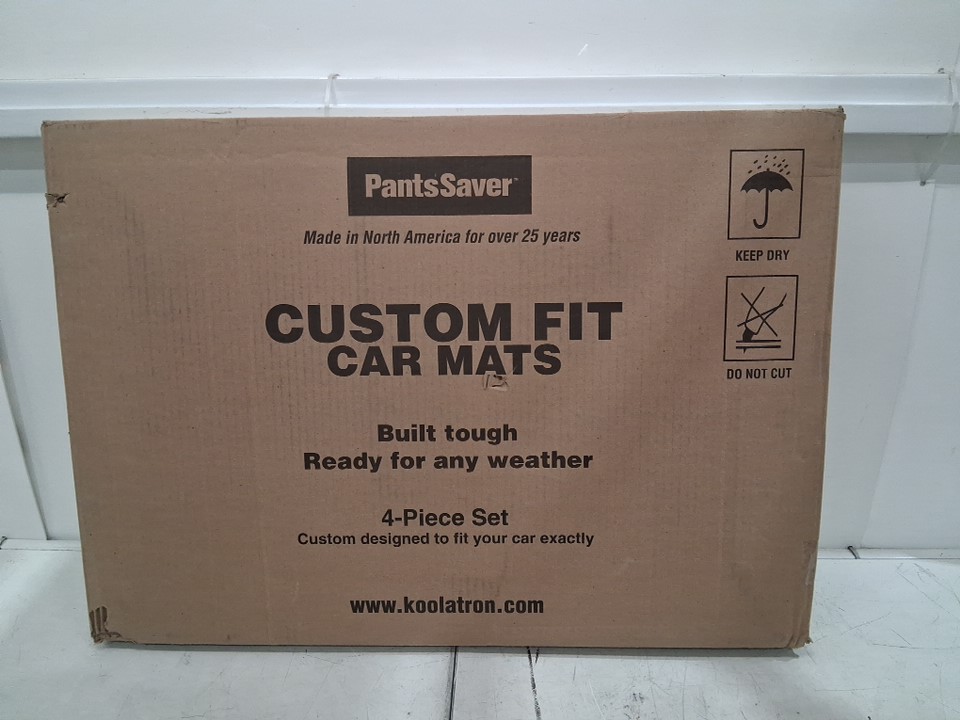 PantsSaver™
Made in North America for over 25 years
KEEP DRY
CUSTOM FIT
CAR MATS
DO NOT CUT
Built tough
Ready for any weather
4-Piece Set
Custom designed to fit your car exactly
www.koolatron.com